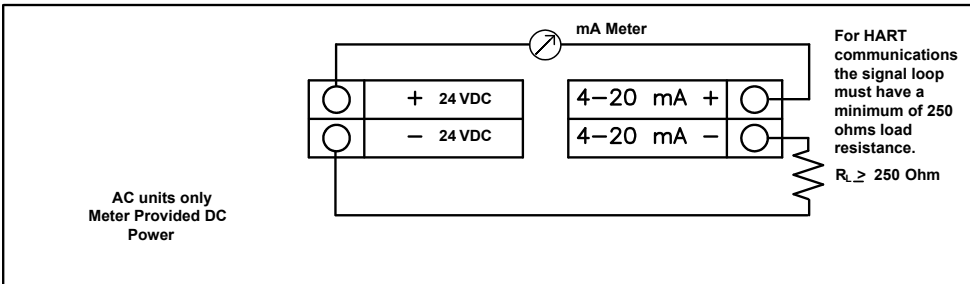 mA Meter
For HART
communications
the signal loop
must have a
minimum of 250
ohms load
resistance.
R_L ≥ 250 Ohm
+ 24 VDC
4–20 mA +
− 24 VDC
4–20 mA −
AC units only
Meter Provided DC
Power